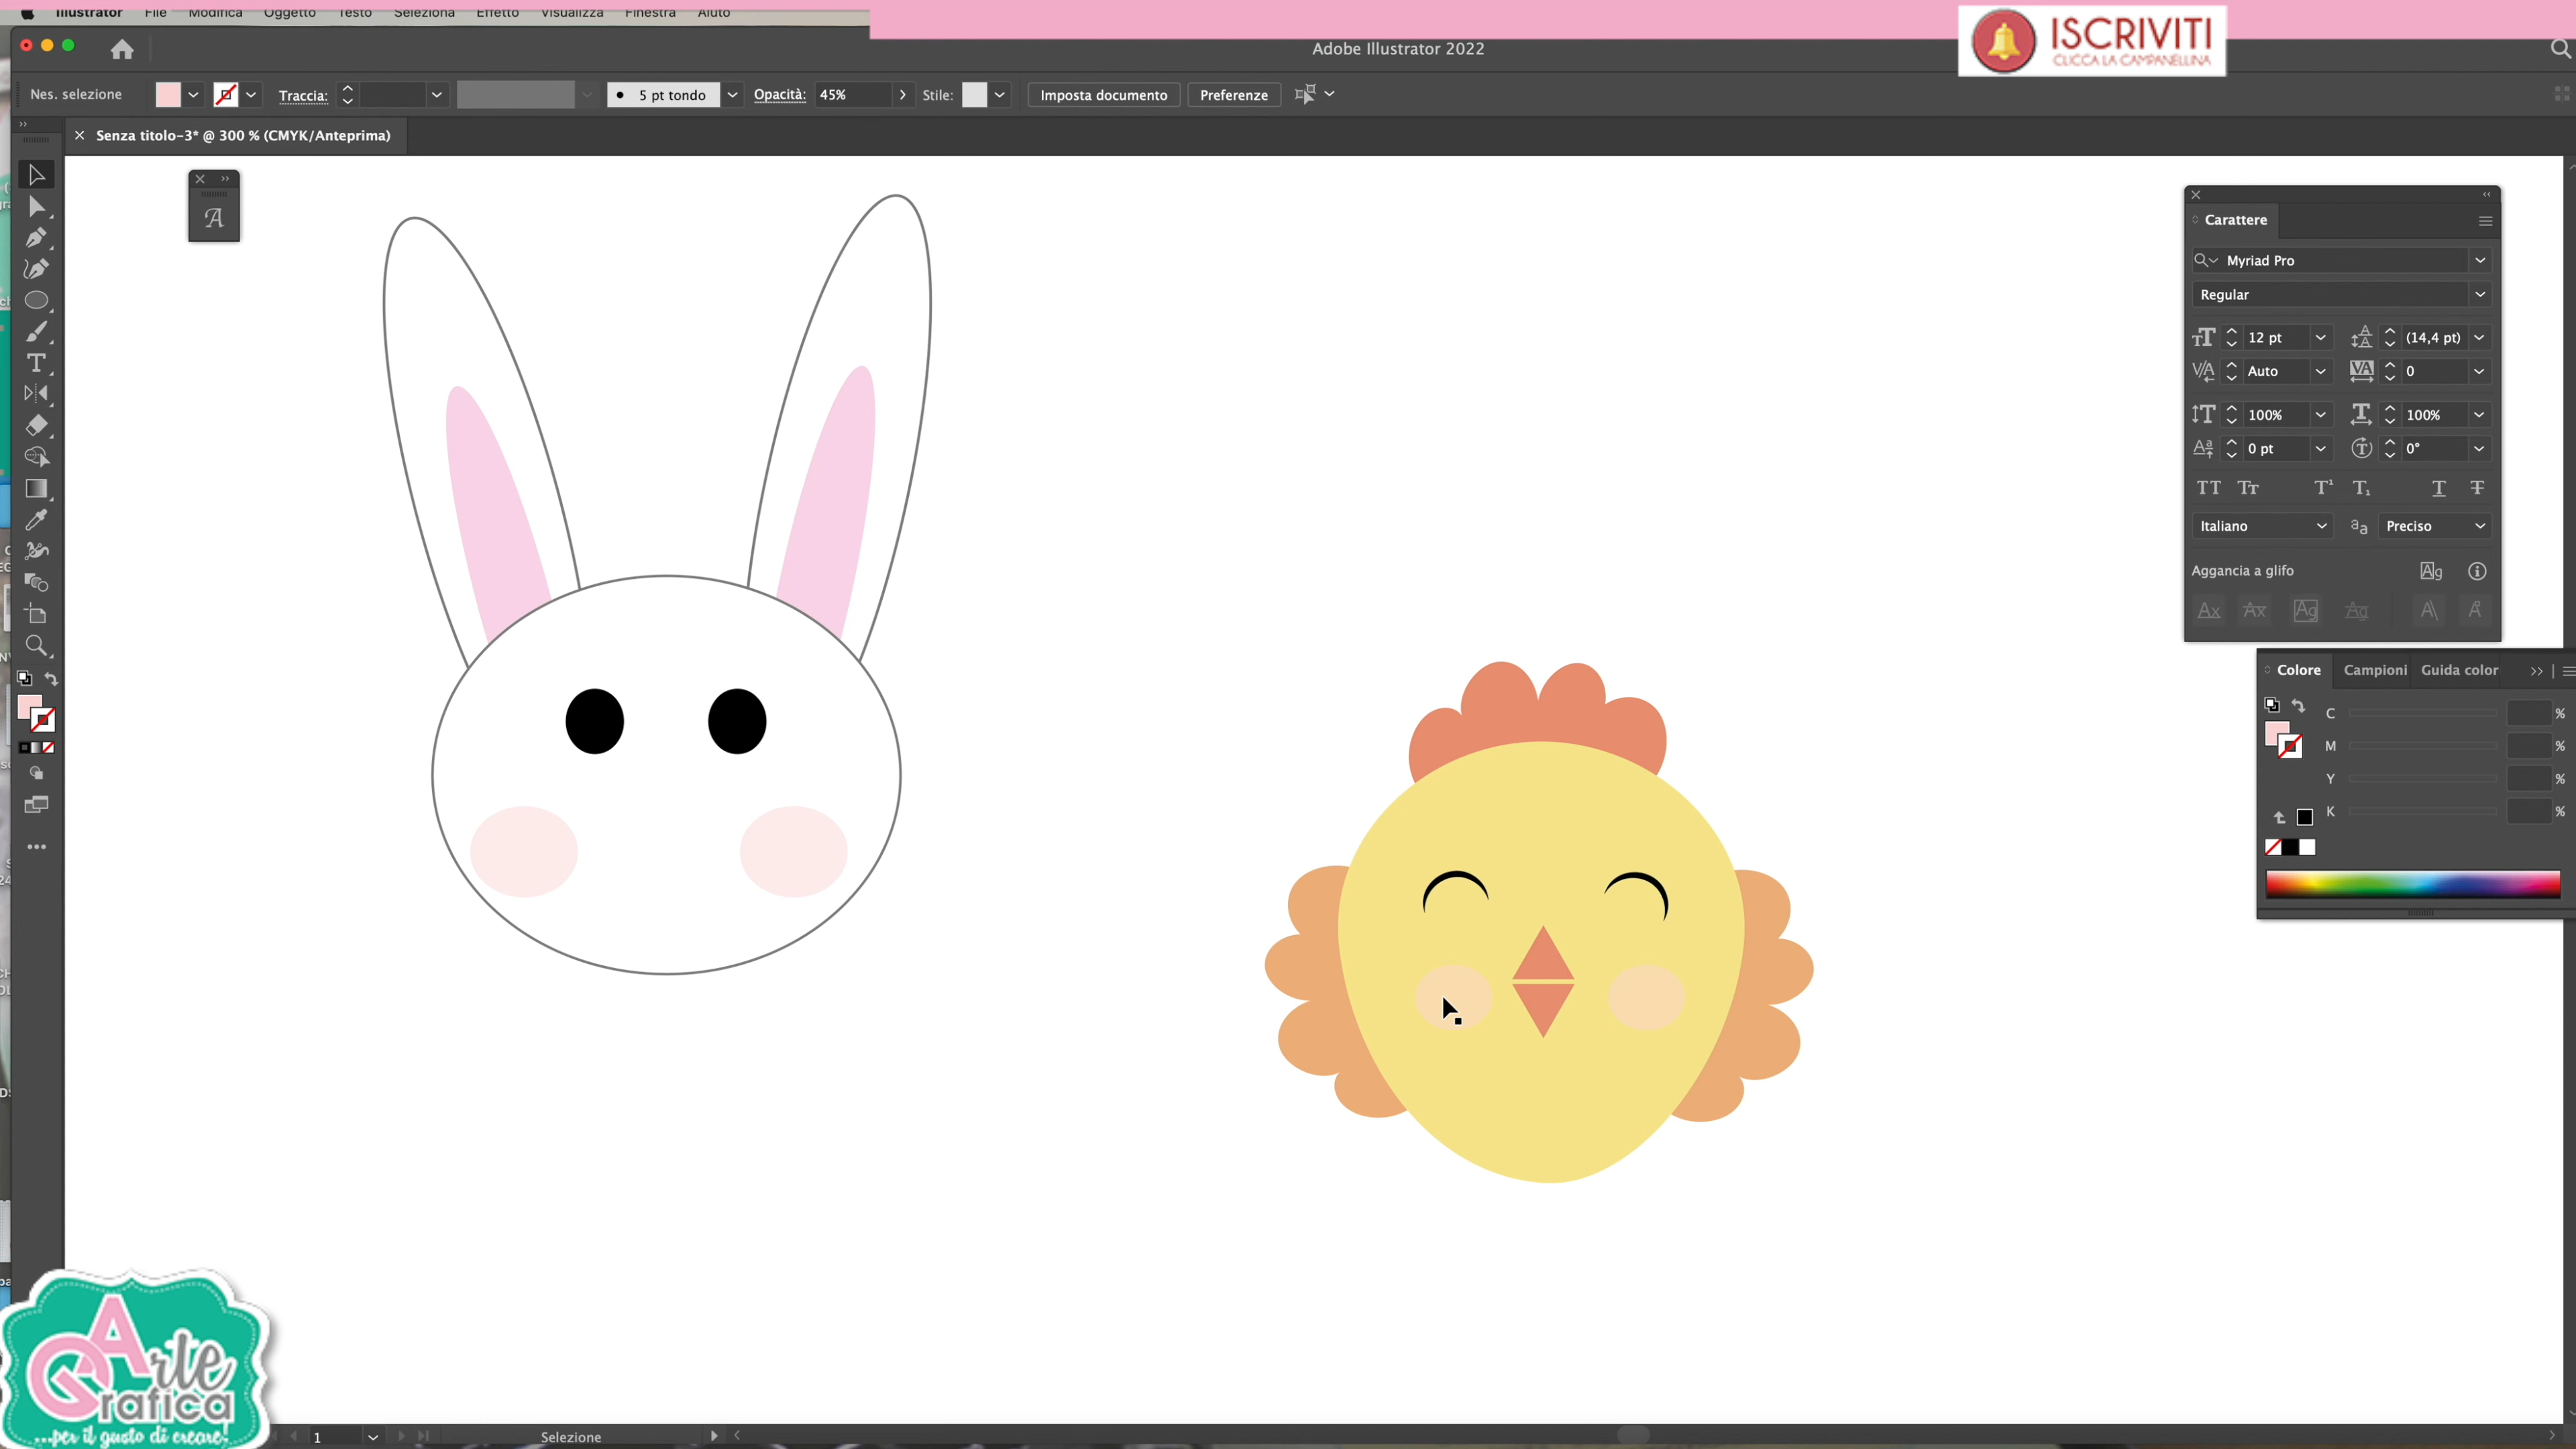 Illustrator File Modifica Oggetto Testo Seleziona Effetto Visualizza Finestra Aiuto
ISCRIVITI
CLICCA LA CAMPANELLINA
Adobe Illustrator 2022
Nes. selezione Traccia: 5 pt tondo Opacità: 45% Stile: Imposta documento Preferenze
Senza titolo-3* @ 300 % (CMYK/Anteprima)
Carattere
Myriad Pro
Regular
12 pt (14,4 pt)
Auto 0
100% 100%
0 pt 0°
Italiano Preciso
Aggancia a glifo
Colore Campioni Guida color
C %
M %
Y %
K %
Arte
Grafica
...per il gusto di creare!
1 Selezione